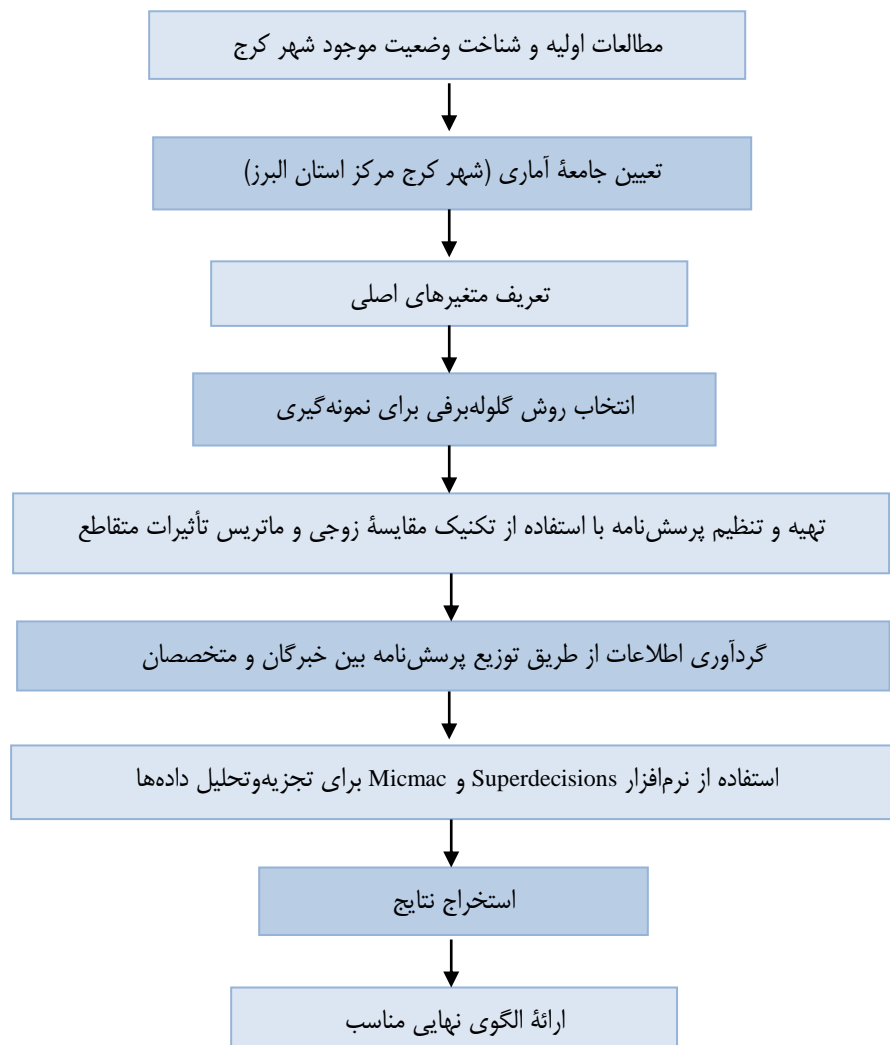 مطالعات اولیه و شناخت وضعیت موجود شهر کرج
تعیین جامعۀ آماری (شهر کرج مرکز استان البرز)
تعریف متغیرهای اصلی
انتخاب روش گلوله‌برفی برای نمونه‌گیری
تهیه و تنظیم پرسش‌نامه با استفاده از تکنیک مقایسۀ زوجی و ماتریس تأثیرات متقاطع
گردآوری اطلاعات از طریق توزیع پرسش‌نامه بین خبرگان و متخصصان
استفاده از نرم‌افزار Superdecisions و Micmac برای تجزیه‌وتحلیل داده‌ها
استخراج نتایج
ارائۀ الگوی نهایی مناسب